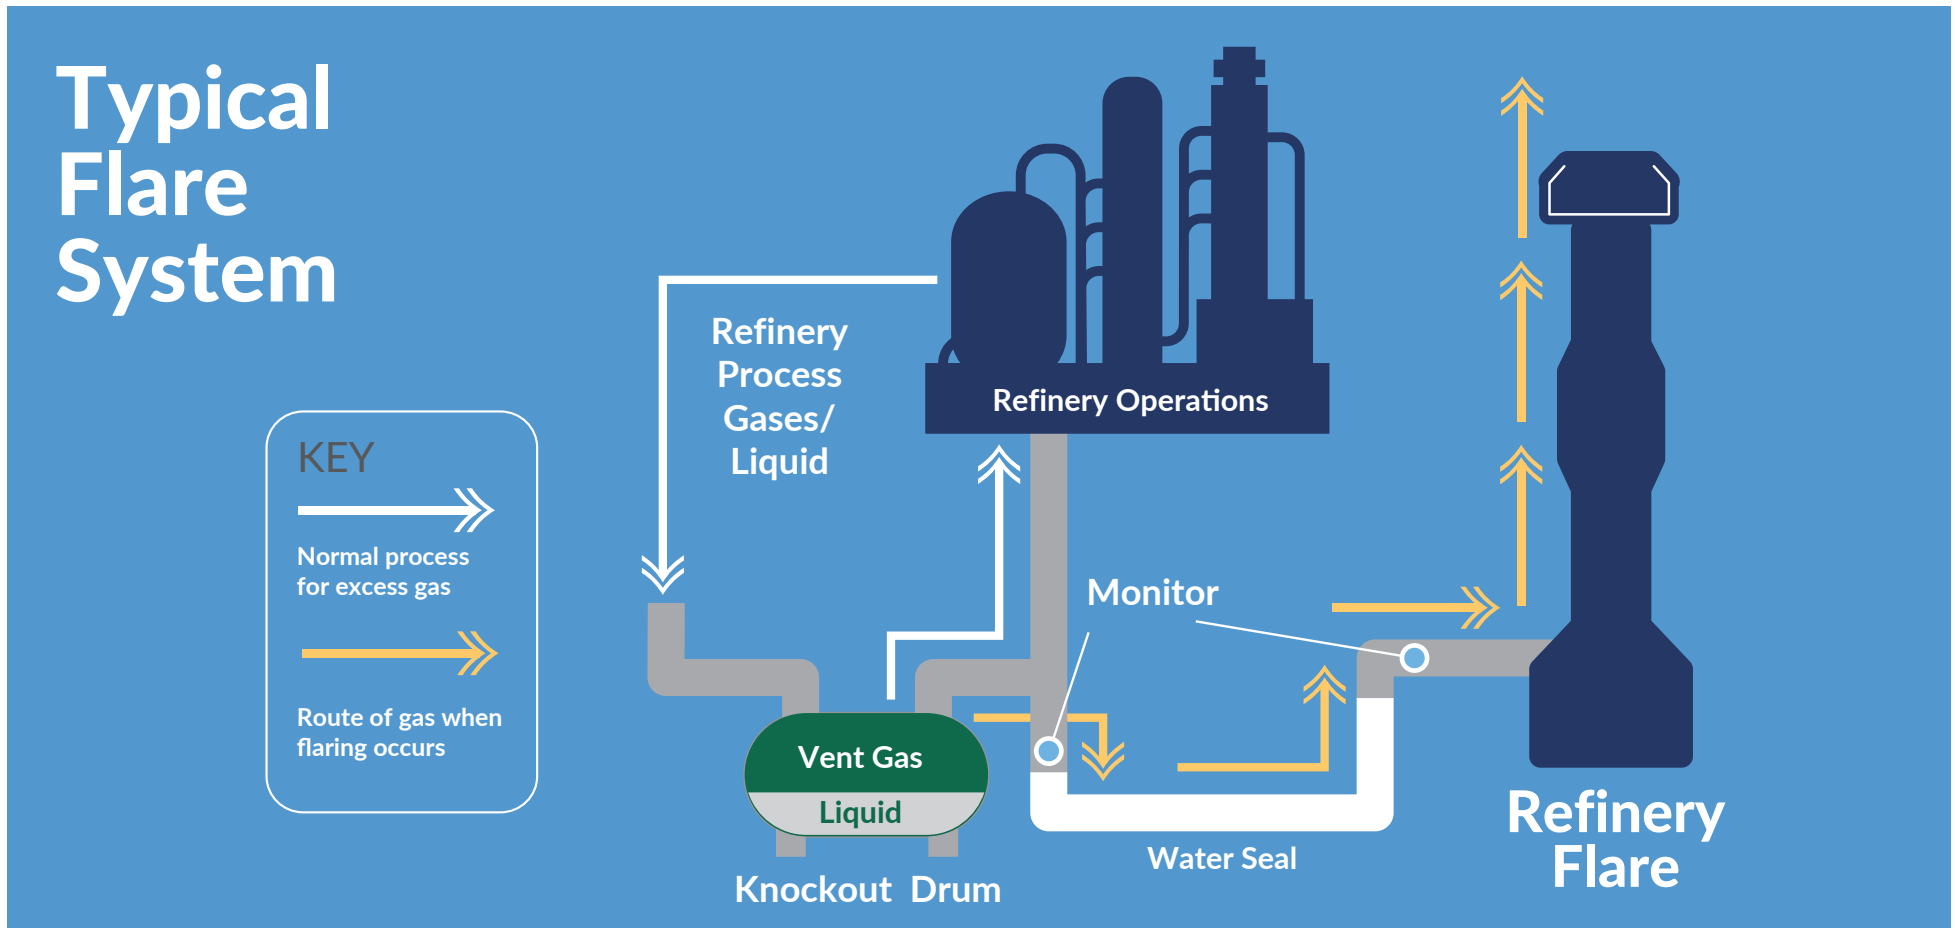 Typical
Flare
System
Refinery
Process
Gases/
Liquid
Refinery Operations
KEY
Normal process
for excess gas
Route of gas when
flaring occurs
Monitor
Vent Gas
Liquid
Knockout Drum
Water Seal
Refinery
Flare